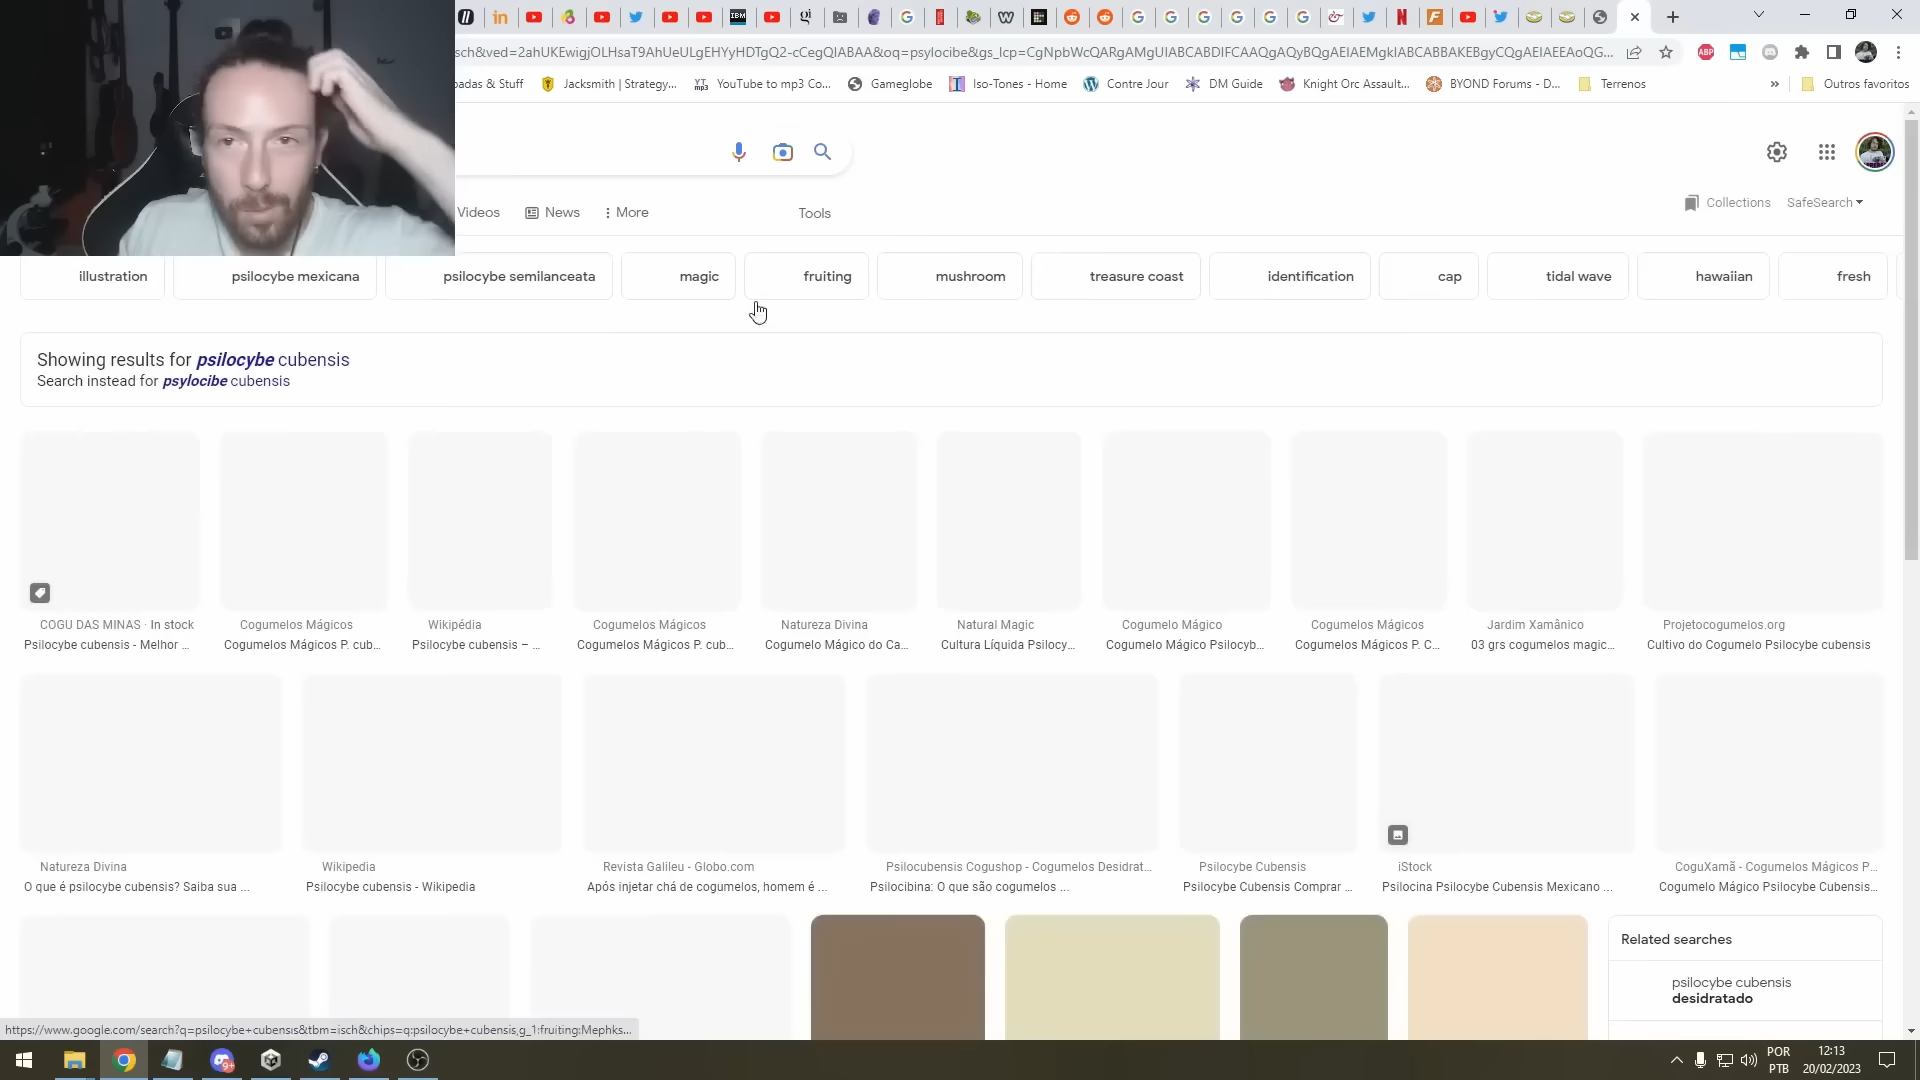 sch&ved=2ahUKEwigjOLHsaT9AhUeULgEHYyHDTgQ2-cCegQIABAA&oq=psylocibe&gs_lcp=CgNpbWcQARgAMgUIABCABDIFCAAQgAQyBQgAEIAEMgkIABCABBAKEBgyCQgAEIAEEAoQG...
padas & Stuff
Jacksmith | Strategy...
YouTube to mp3 Co...
Gameglobe
Iso-Tones - Home
Contre Jour
DM Guide
Knight Orc Assault...
BYOND Forums - D...
Terrenos
»
Outros favoritos
Videos
News
More
Tools
Collections
SafeSearch
illustration
psilocybe mexicana
psilocybe semilanceata
magic
fruiting
mushroom
treasure coast
identification
cap
tidal wave
hawaiian
fresh
Showing results for psilocybe cubensis
Search instead for psylocibe cubensis
COGU DAS MINAS · In stock
Psilocybe cubensis - Melhor ...
Cogumelos Mágicos
Cogumelos Mágicos P. cub...
Wikipédia
Psilocybe cubensis – ...
Cogumelos Mágicos
Cogumelos Mágicos P. cub...
Natureza Divina
Cogumelo Mágico do Ca...
Natural Magic
Cultura Líquida Psilocy...
Cogumelo Mágico
Cogumelo Mágico Psilocyb...
Cogumelos Mágicos
Cogumelos Mágicos P. C...
Jardim Xamânico
03 grs cogumelos magic...
Projetocogumelos.org
Cultivo do Cogumelo Psilocybe cubensis
Natureza Divina
O que é psilocybe cubensis? Saiba sua ...
Wikipedia
Psilocybe cubensis - Wikipedia
Revista Galileu - Globo.com
Após injetar chá de cogumelos, homem é ...
Psilocubensis Cogushop - Cogumelos Desidrat...
Psilocibina: O que são cogumelos ...
Psilocybe Cubensis
Psilocybe Cubensis Comprar ...
iStock
Psilocina Psilocybe Cubensis Mexicano ...
CoguXamã - Cogumelos Mágicos P...
Cogumelo Mágico Psilocybe Cubensis...
Related searches
psilocybe cubensis
desidratado
https://www.google.com/search?q=psilocybe+cubensis&tbm=isch&chips=q:psilocybe+cubensis,g_1:fruiting:Mephks...
POR
PTB
12:13
20/02/2023